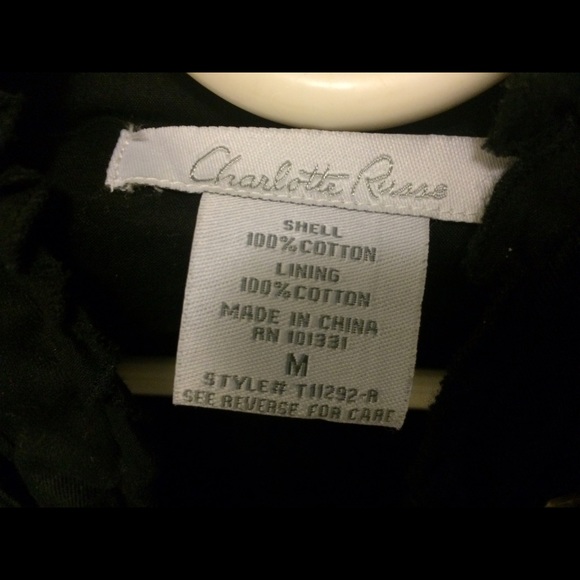 Charlotte Russe
SHELL
100% COTTON
LINING
100% COTTON
MADE IN CHINA
RN 101331
M
STYLE# T11292-A
SEE REVERSE FOR CARE